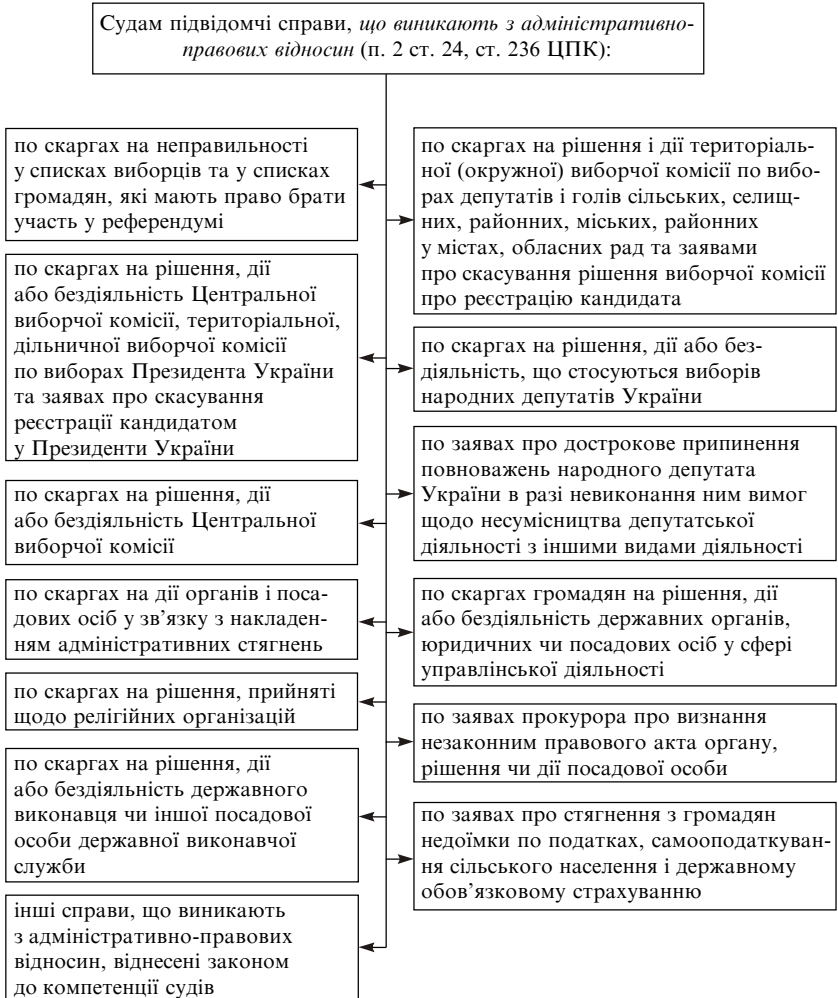 Судам підвідомчі справи, що виникають з адміністративно-
правових відносин (п. 2 ст. 24, ст. 236 ЦПК):
по скаргах на неправильності
у списках виборців та у списках
громадян, які мають право брати
участь у референдумі
по скаргах на рішення, дії
або бездіяльність Центральної
виборчої комісії, територіальної,
дільничної виборчої комісії
по виборах Президента України
та заявах про скасування
реєстрації кандидатом
у Президенти України
по скаргах на рішення, дії
або бездіяльність Центральної
виборчої комісії
по скаргах на дії органів і поса-
дових осіб у зв’язку з накладен-
ням адміністративних стягнень
по скаргах на рішення, прийняті
щодо релігійних організацій
по скаргах на рішення, дії
або бездіяльність державного
виконавця чи іншої посадової
особи державної виконавчої
служби
інші справи, що виникають
з адміністративно-правових
відносин, віднесені законом
до компетенції судів
по скаргах на рішення і дії територіаль-
ної (окружної) виборчої комісії по вибо-
рах депутатів і голів сільських, селищ-
них, районних, міських, районних
у містах, обласних рад та заявами
про скасування рішення виборчої комісії
про реєстрацію кандидата
по скаргах на рішення, дії або без-
діяльність, що стосуються виборів
народних депутатів України
по заявах про дострокове припинення
повноважень народного депутата
України в разі невиконання ним вимог
щодо несумісництва депутатської
діяльності з іншими видами діяльності
по скаргах громадян на рішення, дії
або бездіяльність державних органів,
юридичних чи посадових осіб у сфері
управлінської діяльності
по заявах прокурора про визнання
незаконним правового акта органу,
рішення чи дії посадової особи
по заявах про стягнення з громадян
недоїмки по податках, самооподаткуван-
ня сільського населення і державному
обов’язковому страхуванню